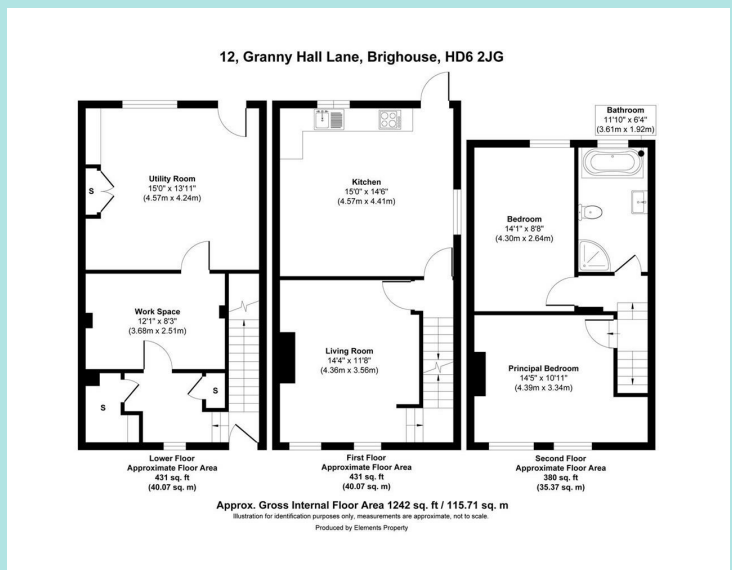 12, Granny Hall Lane, Brighouse, HD6 2JG
Utility Room
15'0" x 13'11"
(4.57m x 4.24m)
S
Work Space
12'1" x 8'3"
(3.68m x 2.51m)
S
S
Lower Floor
Approximate Floor Area
431 sq. ft
(40.07 sq. m)
Kitchen
15'0" x 14'6"
(4.57m x 4.41m)
Living Room
14'4" x 11'8"
(4.36m x 3.56m)
First Floor
Approximate Floor Area
431 sq. ft
(40.07 sq. m)
Bathroom
11'10" x 6'4"
(3.61m x 1.92m)
Bedroom
14'1" x 8'8"
(4.30m x 2.64m)
Principal Bedroom
14'5" x 10'11"
(4.39m x 3.34m)
Second Floor
Approximate Floor Area
380 sq. ft
(35.37 sq. m)
Approx. Gross Internal Floor Area 1242 sq. ft / 115.71 sq. m
Illustration for identification purposes only, measurements are approximate, not to scale.
Produced by Elements Property